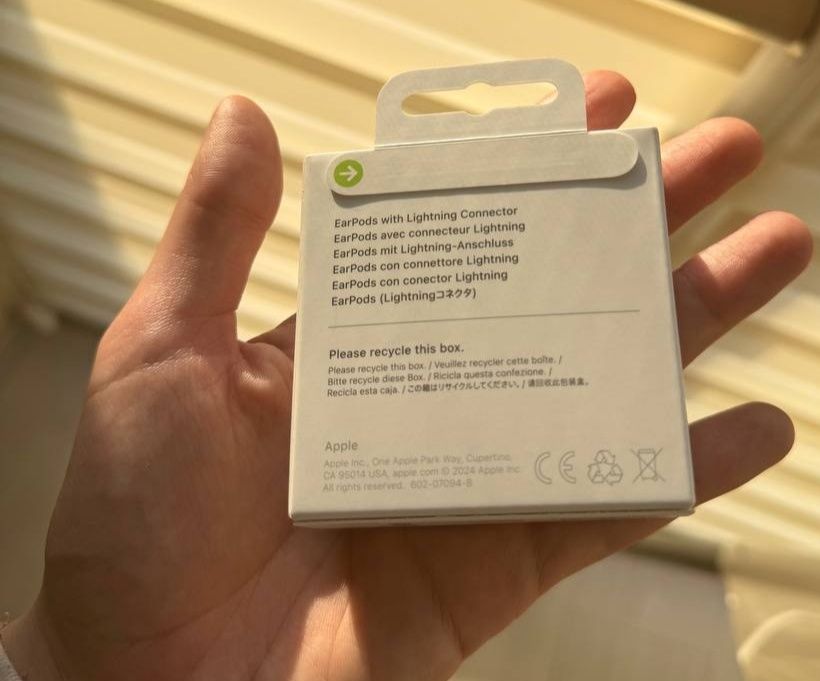 EarPods with Lightning Connector
EarPods avec connecteur Lightning
EarPods mit Lightning-Anschluss
EarPods con connettore Lightning
EarPods con conector Lightning
EarPods (Lightningコネクタ)
Please recycle this box.
Please recycle this box. / Veuillez recycler cette boîte. /
Bitte recycle diese Box. / Ricicla questa confezione. /
Recicla esta caja. / この箱はリサイクルしてください。 / 请回收此包装盒。
Apple
Apple Inc., One Apple Park Way, Cupertino,
CA 95014 USA, apple.com © 2024 Apple Inc.
All rights reserved. 602-07094-B
CE